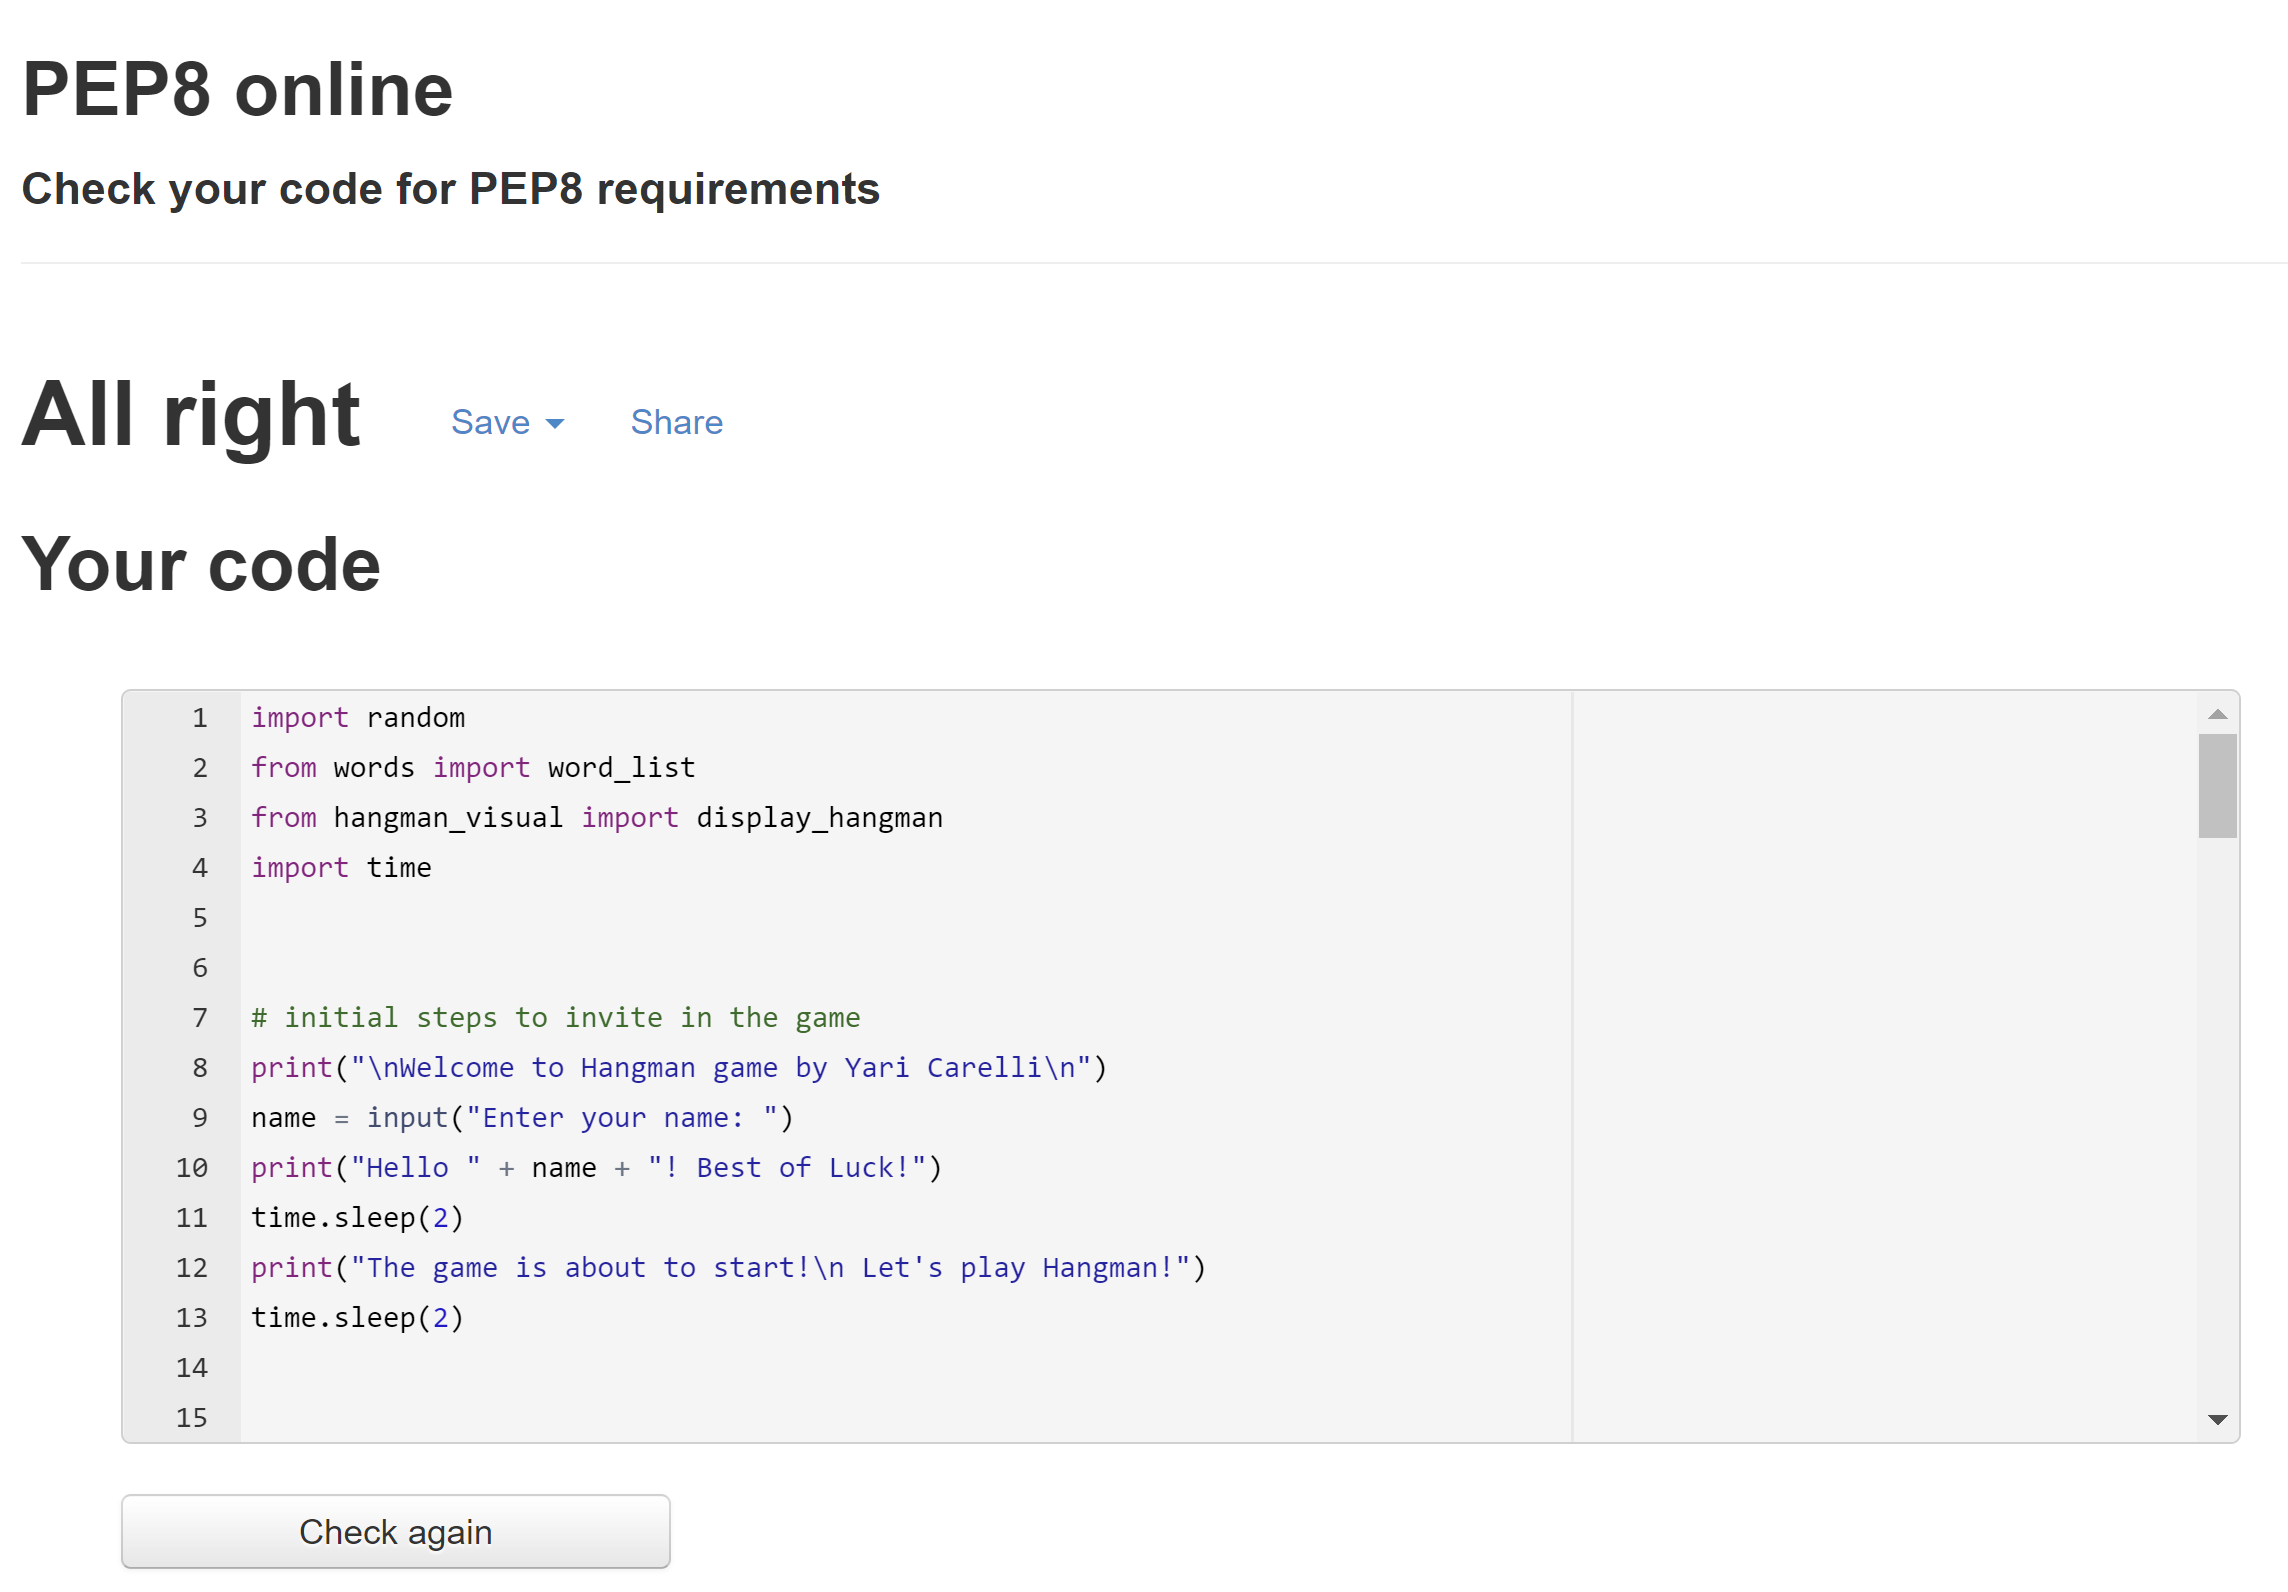 PEP8 online
Check your code for PEP8 requirements
All right Save Share
Your code
1 import random
2 from words import word_list
3 from hangman_visual import display_hangman
4 import time
5
6
7 # initial steps to invite in the game
8 print("\nWelcome to Hangman game by Yari Carelli\n")
9 name = input("Enter your name: ")
10 print("Hello " + name + "! Best of Luck!")
11 time.sleep(2)
12 print("The game is about to start!\n Let's play Hangman!")
13 time.sleep(2)
14
15
Check again